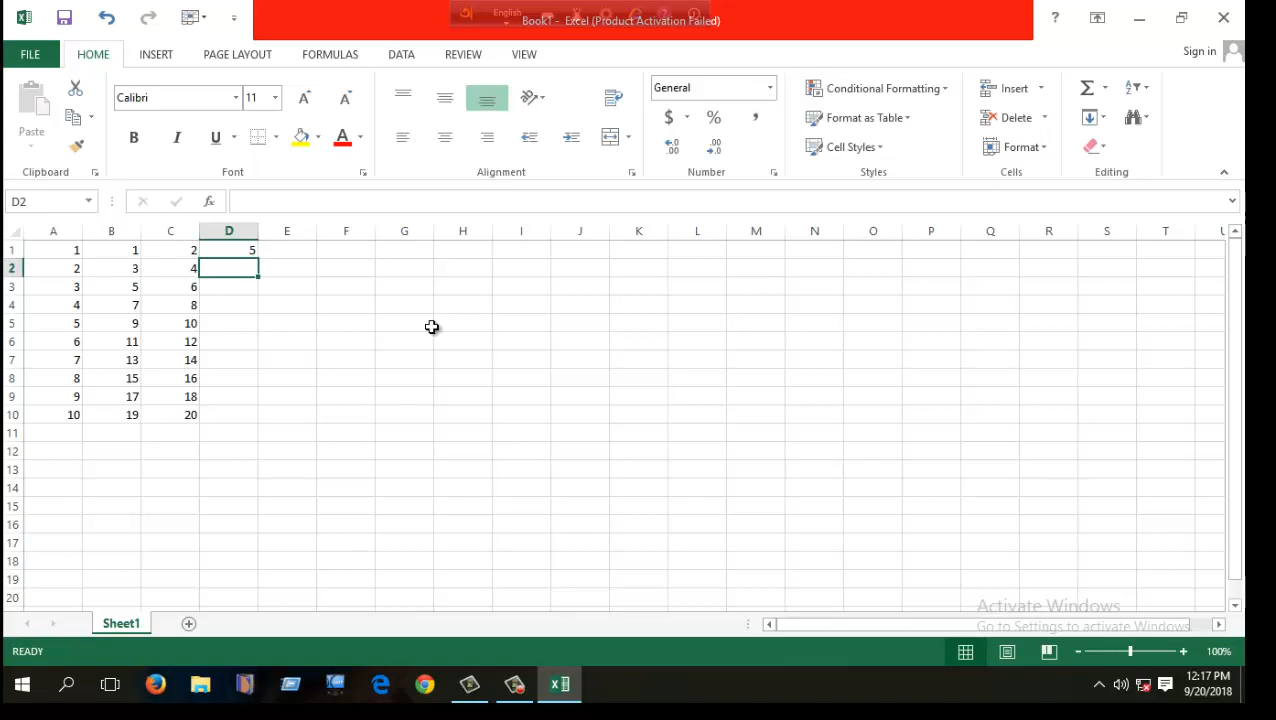 English
Book1 - Excel (Product Activation Failed)
?
FILE HOME INSERT PAGE LAYOUT FORMULAS DATA REVIEW VIEW
Sign in
Paste
Calibri 11
B I U
General
$ % ,
Conditional Formatting
Format as Table
Cell Styles
Insert
Delete
Format
Clipboard Font Alignment Number Styles Cells Editing
D2 fx
A B C D E F G H I J K L M N O P Q R S T U
1 1 1 2 5
2 2 3 4
3 3 5 6
4 4 7 8
5 5 9 10
6 6 11 12
7 7 13 14
8 8 15 16
9 9 17 18
10 10 19 20
11
12
13
14
15
16
17
18
19
20
Activate Windows
Go to Settings to activate Windows.
Sheet1
READY 100%
12:17 PM
9/20/2018